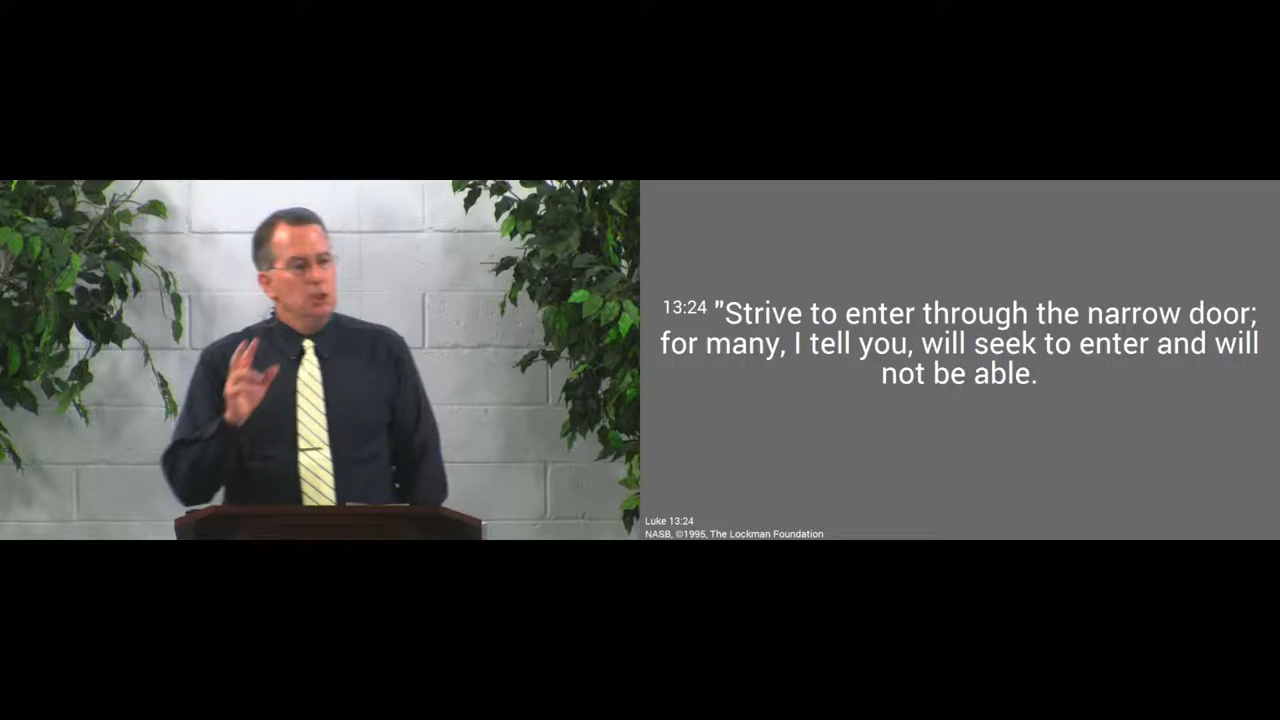 13:24 "Strive to enter through the narrow door;
for many, I tell you, will seek to enter and will
not be able.
Luke 13:24
NASB, ©1995, The Lockman Foundation